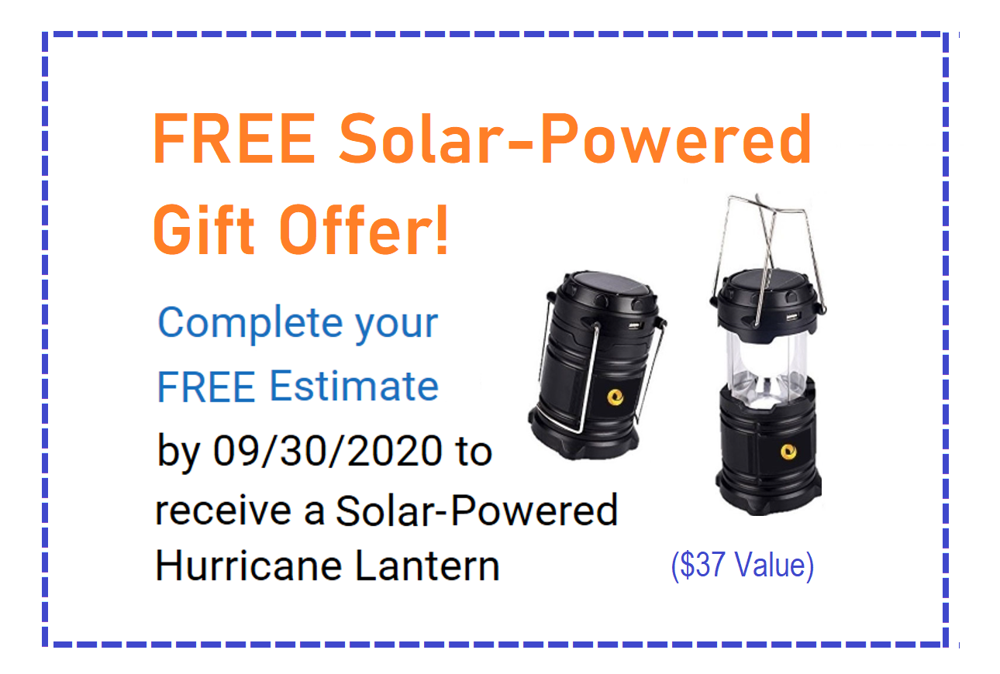 FREE Solar-Powered
Gift Offer!
Complete your
FREE Estimate
by 09/30/2020 to
receive a Solar-Powered
Hurricane Lantern
($37 Value)